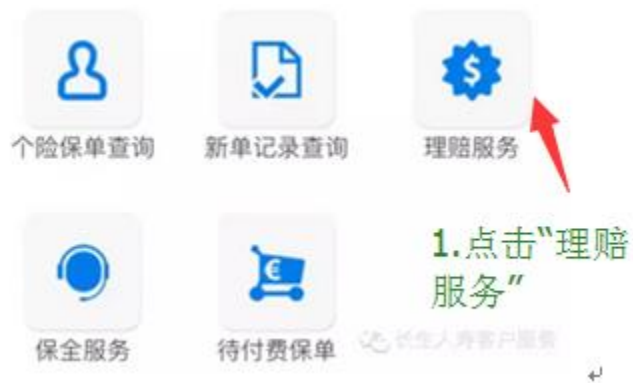 个险保单查询
新单记录查询
理赔服务
1.点击“理赔
服务”
保全服务
待付费保单
长生人寿客户服务